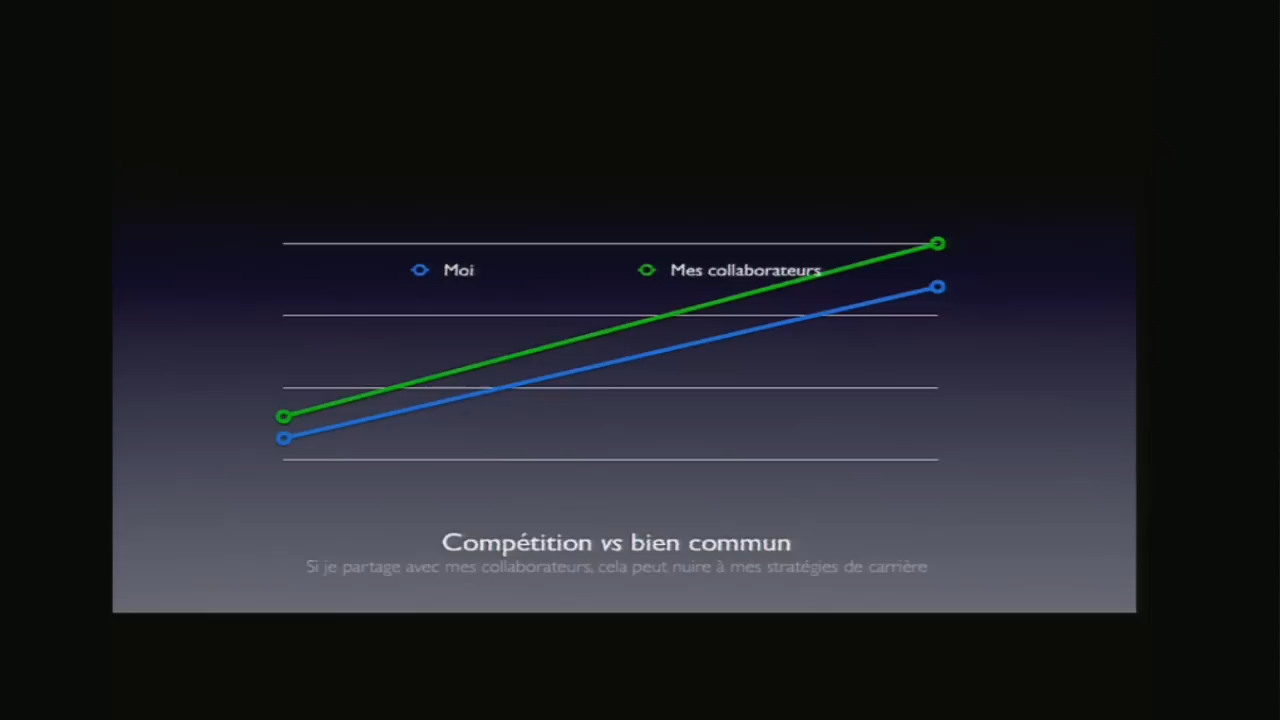 Moi
Mes collaborateurs
Compétition vs bien commun
Si je partage avec mes collaborateurs, cela peut nuire à mes stratégies de carrière